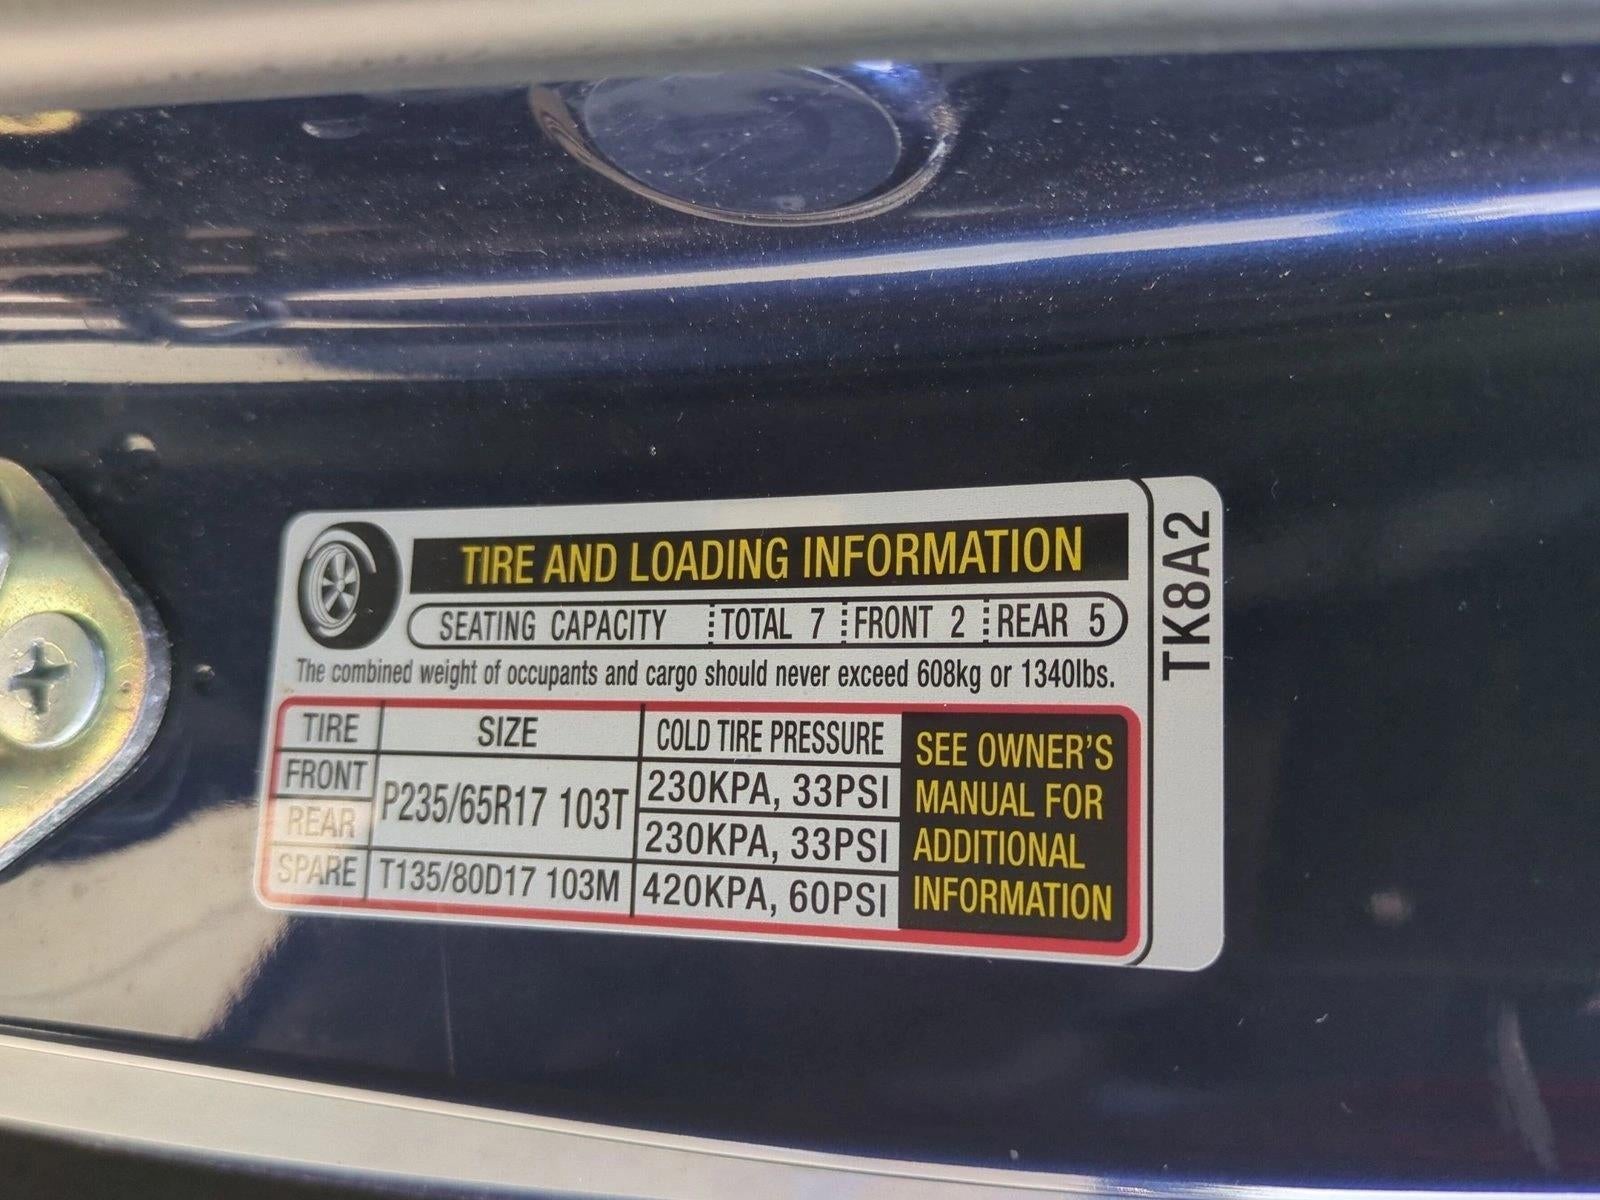 TIRE AND LOADING INFORMATION
SEATING CAPACITY TOTAL 7 FRONT 2 REAR 5
The combined weight of occupants and cargo should never exceed 608kg or 1340lbs.
TIRE SIZE COLD TIRE PRESSURE
FRONT P235/65R17 103T 230KPA, 33PSI
REAR 230KPA, 33PSI
SPARE T135/80D17 103M 420KPA, 60PSI
SEE OWNER'S
MANUAL FOR
ADDITIONAL
INFORMATION
TK8A2